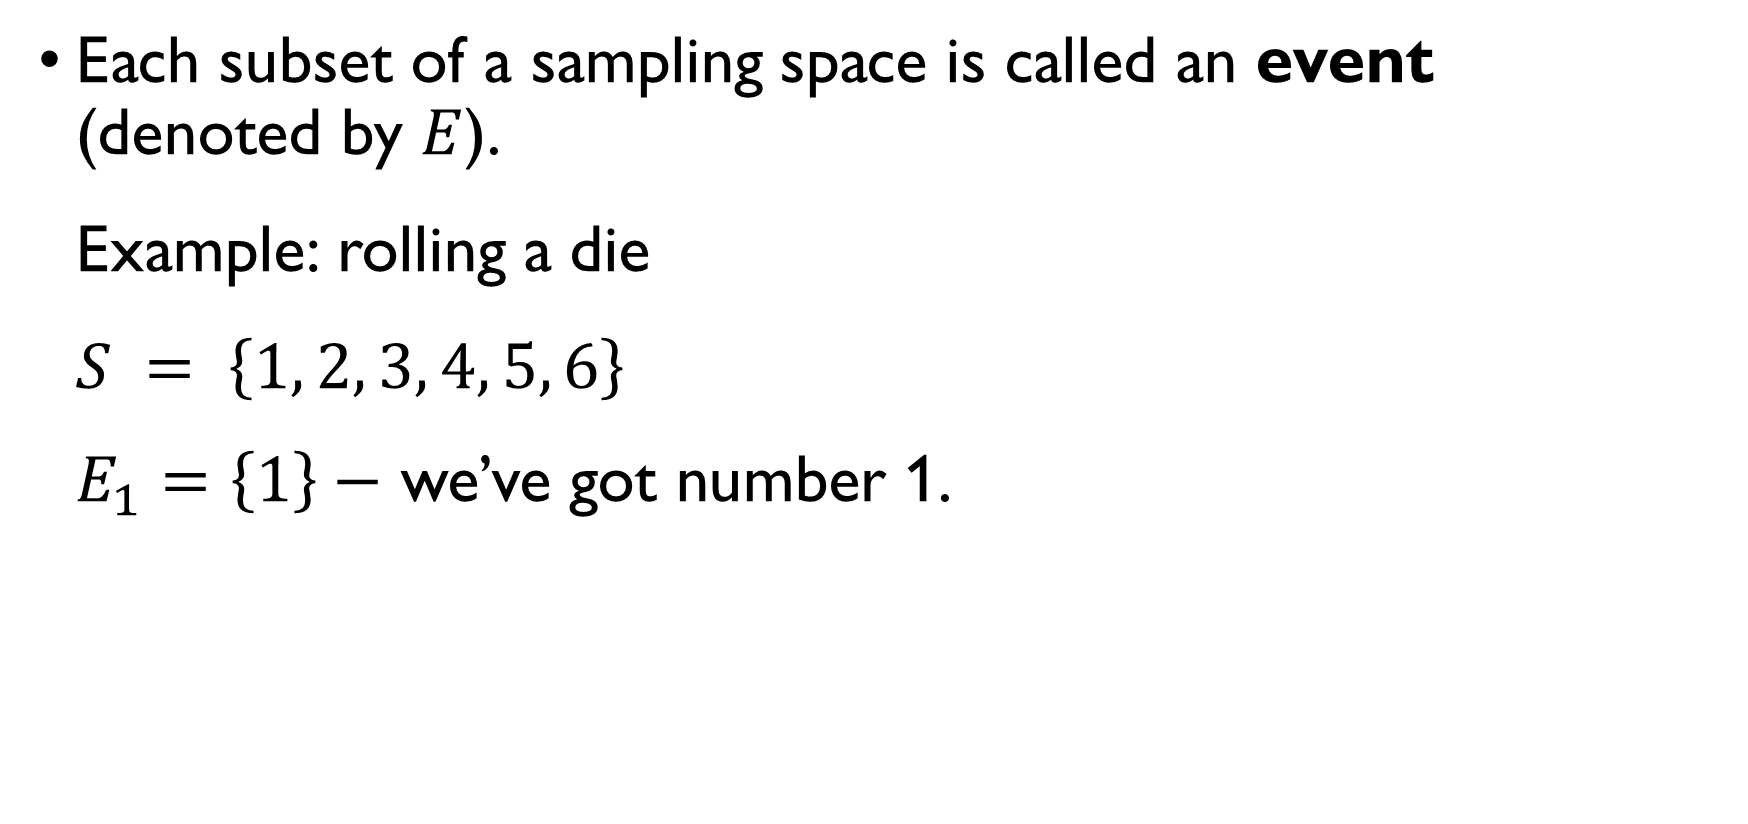 • Each subset of a sampling space is called an event
(denoted by E).
Example: rolling a die
S = {1, 2, 3, 4, 5, 6}
E₁ = {1} – we’ve got number 1.